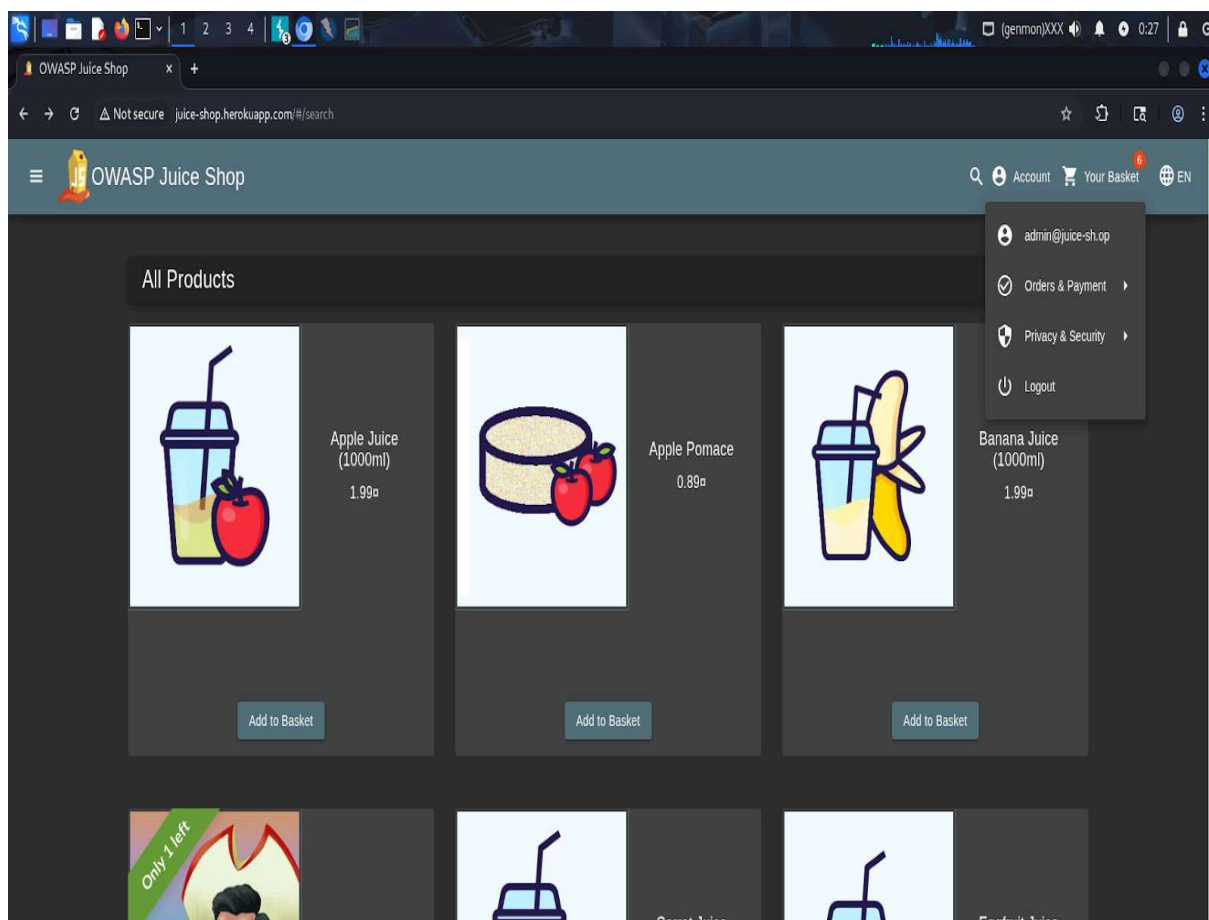 1 2 3 4
3
(genmon)XXX 0:27 G
OWASP Juice Shop × +
Not secure juice-shop.herokuapp.com/#/search
OWASP Juice Shop
Account Your Basket 6 EN
admin@juice-sh.op
Orders & Payment
Privacy & Security
Logout
All Products
Apple Juice
(1000ml)
1.99¤
Apple Pomace
0.89¤
Banana Juice
(1000ml)
1.99¤
Add to Basket
Add to Basket
Add to Basket
Only 1 left